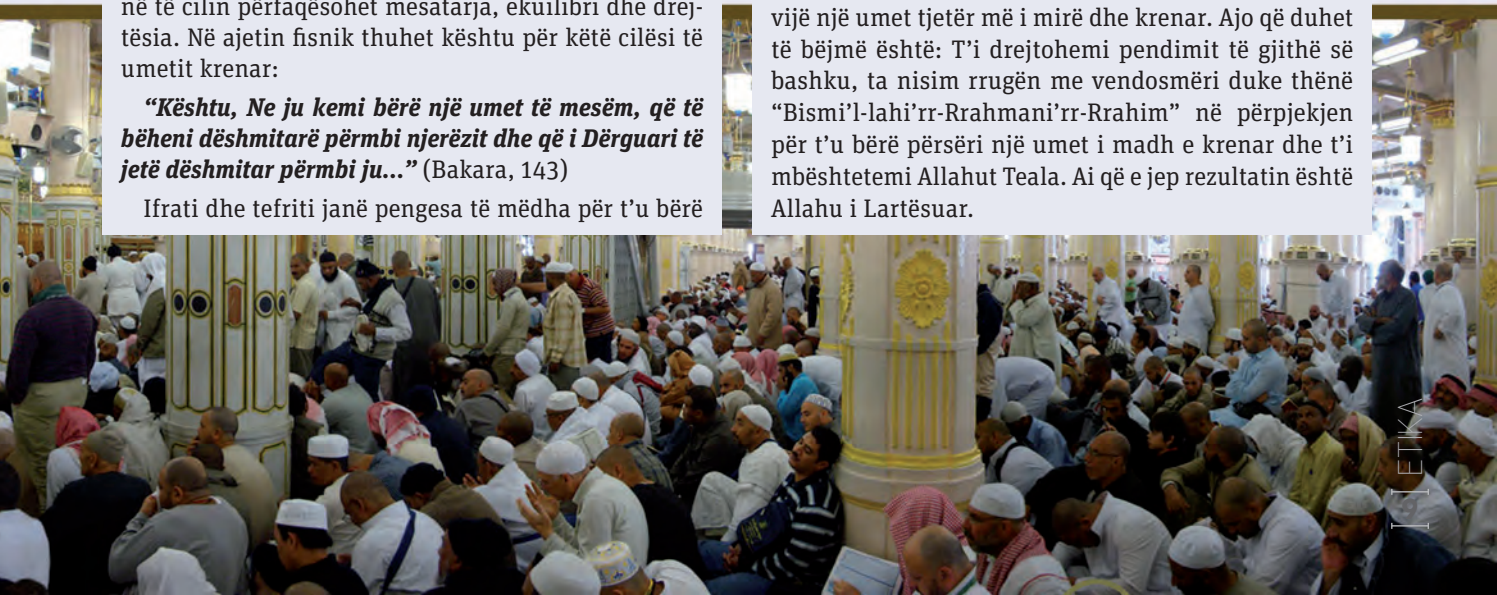 në të cilin përfaqësohet mesatarja, ekuilibri dhe drej-
tësia. Në ajetin fisnik thuhet kështu për këtë cilësi të
umetit krenar:
“Kështu, Ne ju kemi bërë një umet të mesëm, që të
bëheni dëshmitarë përmbi njerëzit dhe që i Dërguari të
jetë dëshmitar përmbi ju...” (Bakara, 143)
Ifrati dhe tefriti janë pengesa të mëdha për t’u bërë
vijë një umet tjetër më i mirë dhe krenar. Ajo që duhet
të bëjmë është: T’i drejtohemi pendimit të gjithë së
bashku, ta nisim rrugën me vendosmëri duke thënë
“Bismi’l-lahi’rr-Rrahmani’rr-Rrahim” në përpjekjen
për t’u bërë përsëri një umet i madh e krenar dhe t’i
mbështetemi Allahut Teala. Ai që e jep rezultatin është
Allahu i Lartësuar.
ETIKA